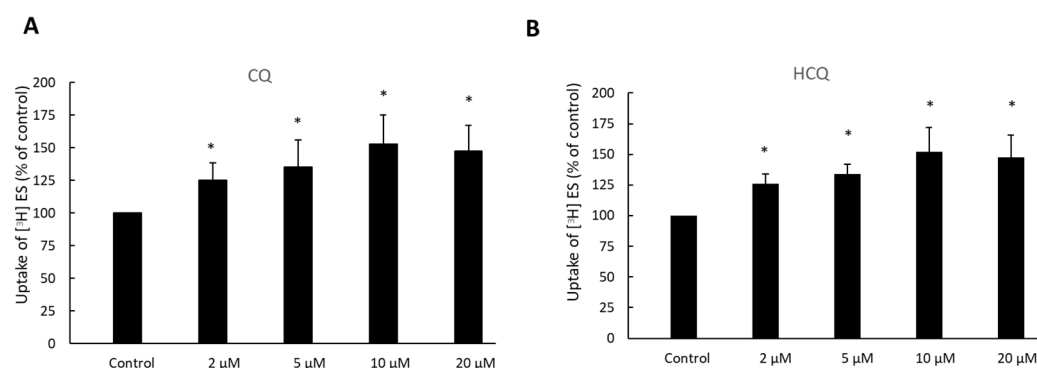 A
CQ
Uptake of [³H] ES (% of control)
200
175
150
125
100
75
50
25
0
*
*
*
*
Control
2 µM
5 µM
10 µM
20 µM
B
HCQ
Uptake of [³H] ES (% of control)
200
175
150
125
100
75
50
25
0
*
*
*
*
Control
2 µM
5 µM
10 µM
20 µM